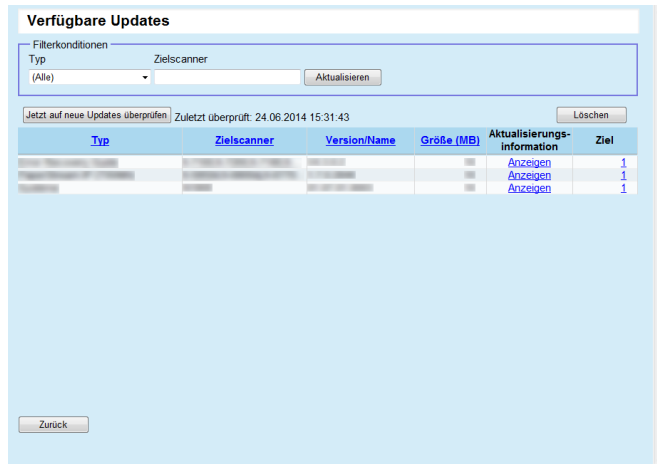 Verfügbare Updates
Filterkonditionen
Typ Zielscanner
(Alle) Aktualisieren
Jetzt auf neue Updates überprüfen Zuletzt überprüft: 24.06.2014 15:31:43 Löschen
Typ Zielscanner Version/Name Größe (MB) Aktualisierungs-
information Ziel
Anzeigen 1
Anzeigen 1
Anzeigen 1
Zurück